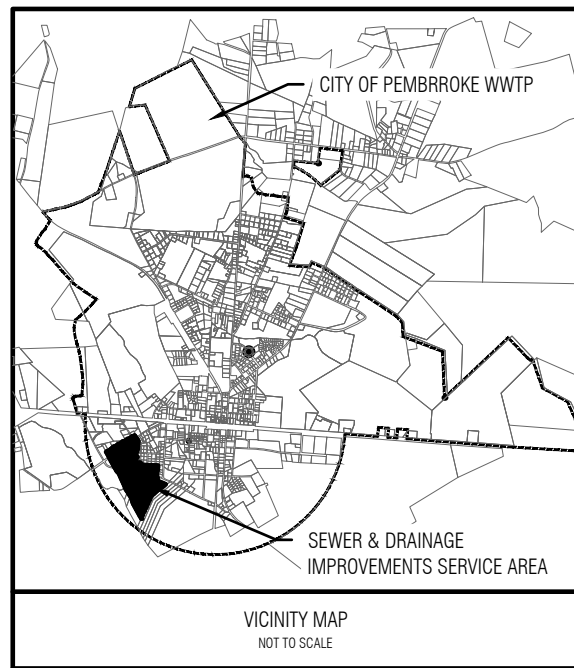 CITY OF PEMBRROKE WWTP
SEWER & DRAINAGE
IMPROVEMENTS SERVICE AREA
VICINITY MAP
NOT TO SCALE